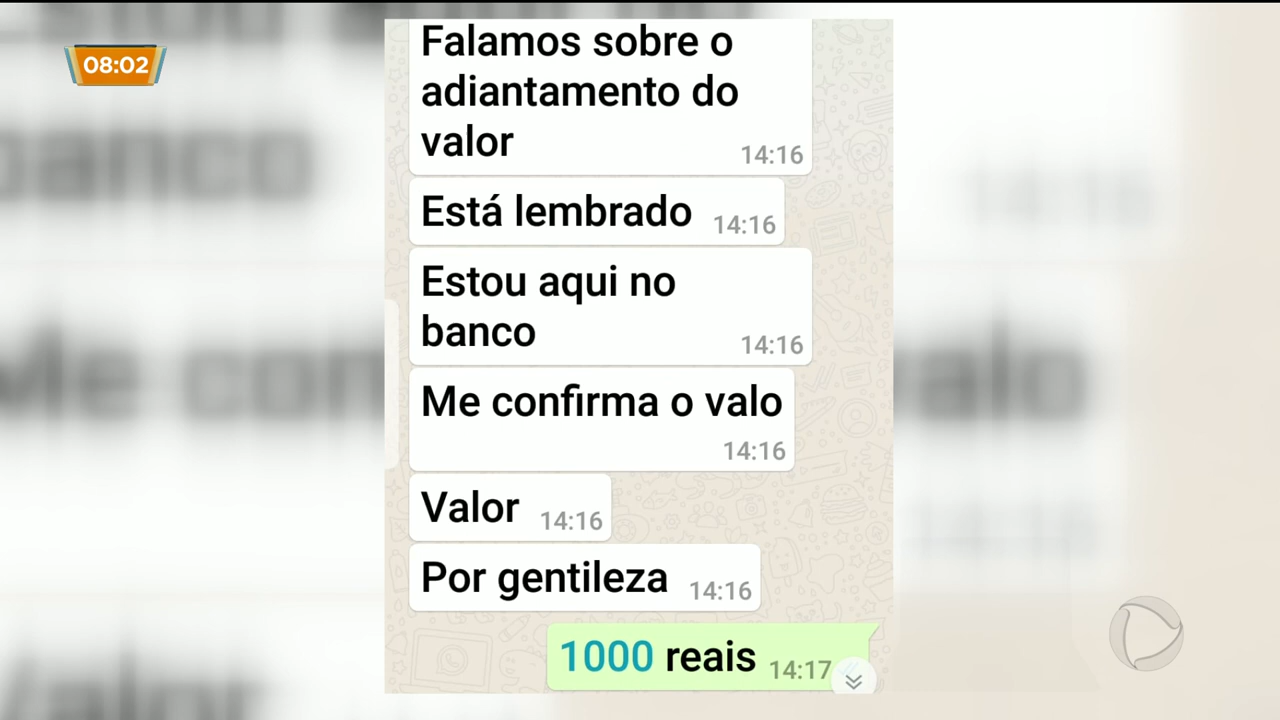 08:02
Falamos sobre o
adiantamento do
valor
14:16
Está lembrado 14:16
Estou aqui no
banco
14:16
Me confirma o valo
14:16
Valor 14:16
Por gentileza 14:16
1000 reais 14:17